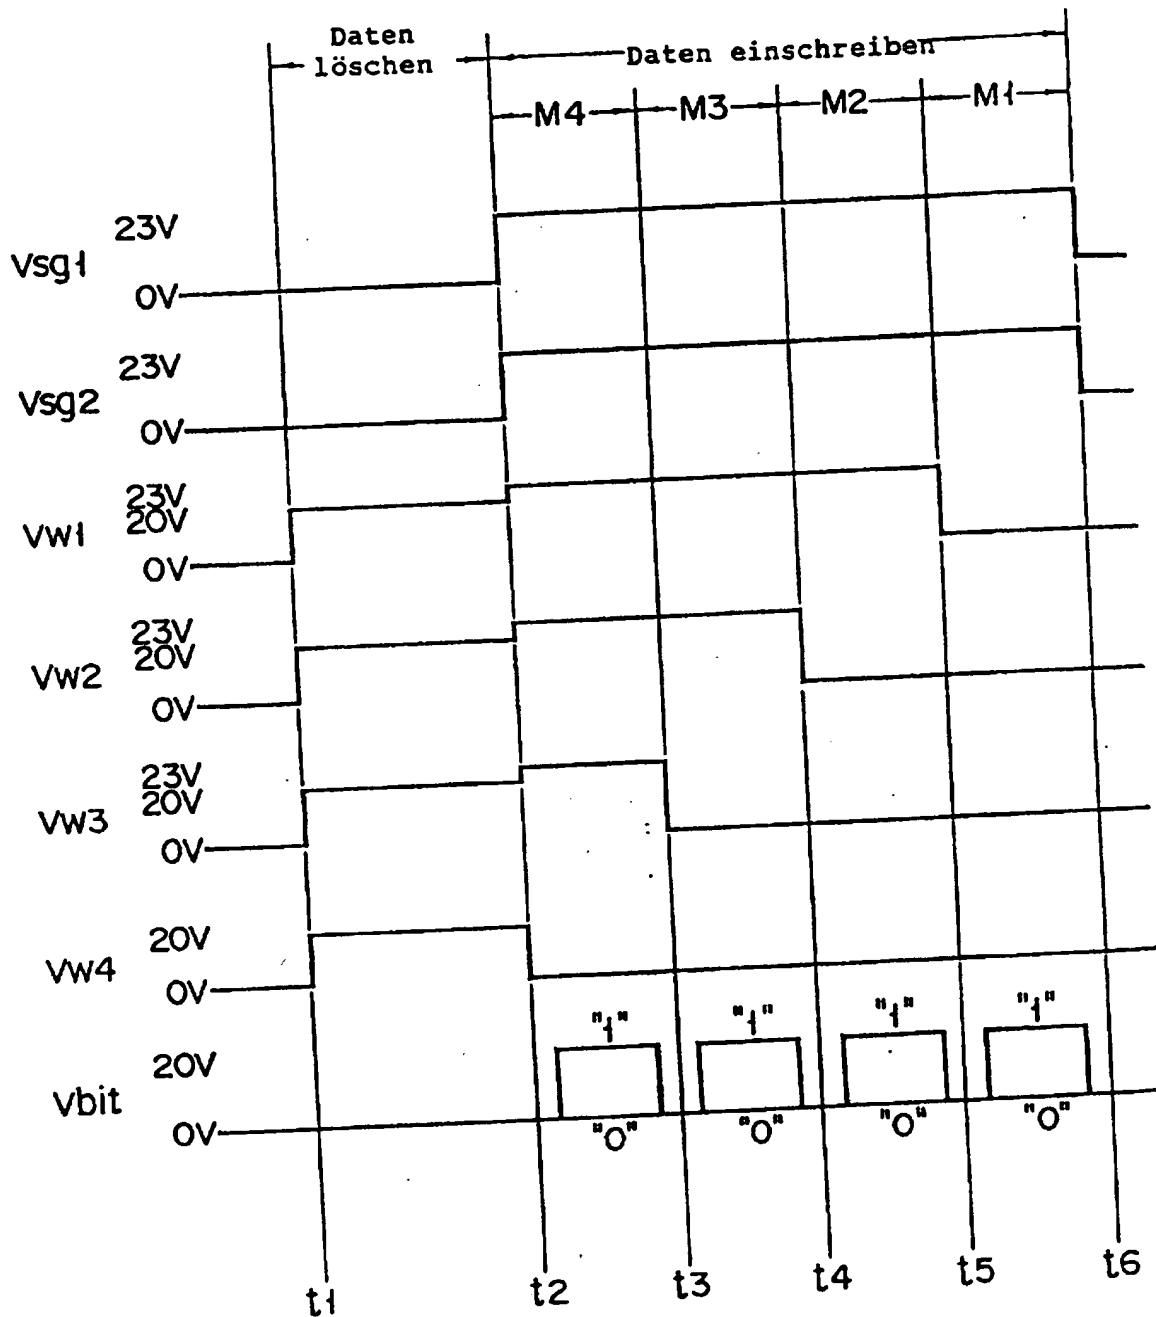 Daten
löschen
Daten einschreiben
M4 M3 M2 M1
23V
Vsg1
0V
23V
Vsg2
0V
23V
20V
Vw1
0V
23V
20V
Vw2
0V
23V
20V
Vw3
0V
20V
Vw4
0V
"1" "1" "1" "1"
20V
Vbit
0V
"0" "0" "0" "0"
t1 t2 t3 t4 t5 t6